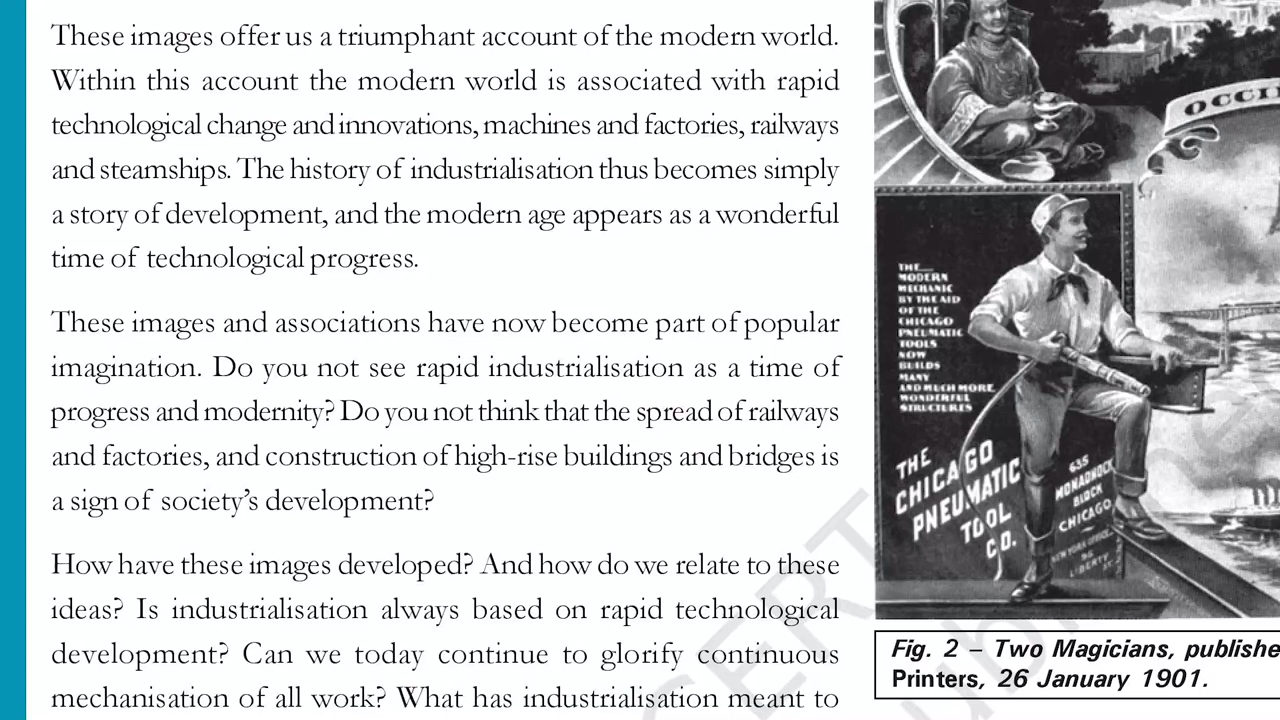 These images offer us a triumphant account of the modern world.
Within this account the modern world is associated with rapid
technological change and innovations, machines and factories, railways
and steamships. The history of industrialisation thus becomes simply
a story of development, and the modern age appears as a wonderful
time of technological progress.
These images and associations have now become part of popular
imagination. Do you not see rapid industrialisation as a time of
progress and modernity? Do you not think that the spread of railways
and factories, and construction of high-rise buildings and bridges is
a sign of society's development?
How have these images developed? And how do we relate to these
ideas? Is industrialisation always based on rapid technological
development? Can we today continue to glorify continuous
mechanisation of all work? What has industrialisation meant to
OCCI
THE
MODERN
MECHANIC
BY THE AID
OF THE
CHICAGO
PNEUMATIC
TOOLS
NOW
BUILDS
MANY
AND MUCH MORE
WONDERFUL
STRUCTURES
THE
CHICAGO
PNEUMATIC
TOOL
CO.
635
MONADNOCK
BLOCK
CHICAGO
NEW YORK OFFICE
95
LIBERTY
ST.
Fig. 2 – Two Magicians, publishe
Printers, 26 January 1901.